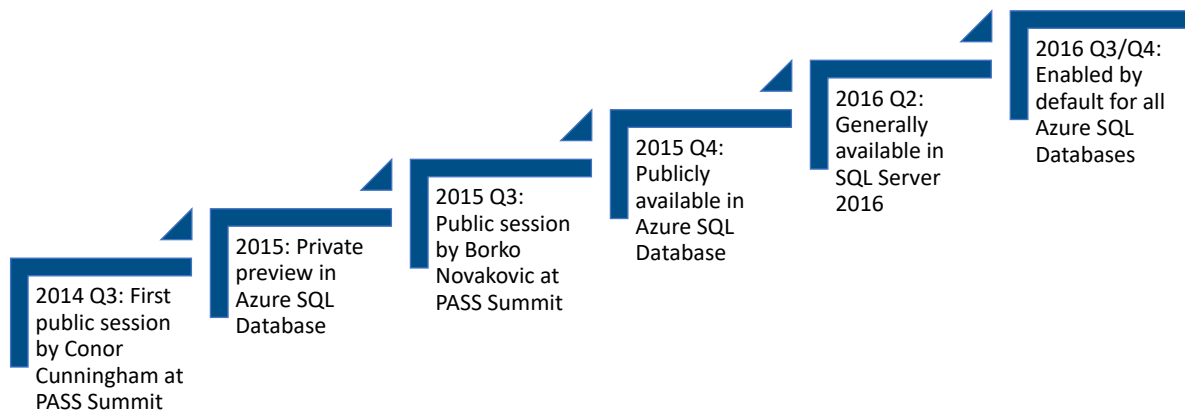 2014 Q3: First
public session
by Conor
Cunningham at
PASS Summit
2015: Private
preview in
Azure SQL
Database
2015 Q3:
Public session
by Borko
Novakovic at
PASS Summit
2015 Q4:
Publicly
available in
Azure SQL
Database
2016 Q2:
Generally
available in
SQL Server
2016
2016 Q3/Q4:
Enabled by
default for all
Azure SQL
Databases